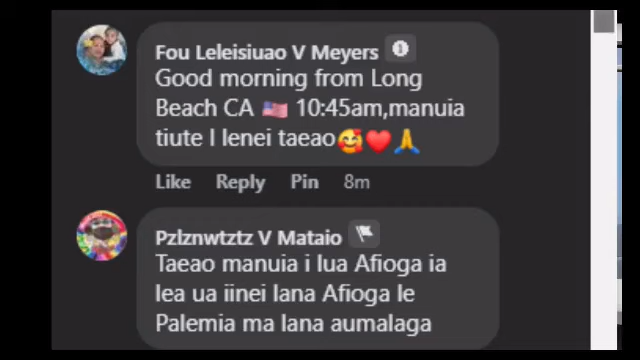 Fou Leleisiuao V Meyers
Good morning from Long
Beach CA 🇺🇸 10:45am,manuia
tiute I lenei taeao🥰❤️🙏
Like Reply Pin 8m
Pzlznwtztz V Mataio
Taeao manuia i lua Afioga ia
lea ua iinei lana Afioga le
Palemia ma lana aumalaga